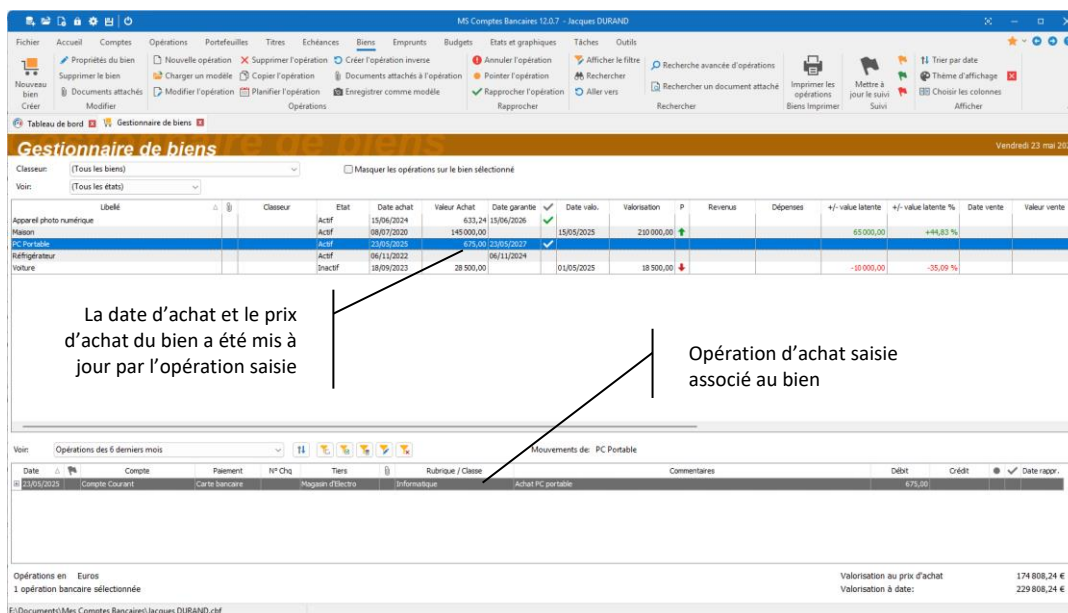 MS Comptes Bancaires 12.0.7 - Jacques DURAND
Fichier Accueil Comptes Opérations Portefeuilles Titres Echéances Biens Emprunts Budgets Etats et graphiques Tâches Outils
Nouveau bien
Créer
Propriétés du bien
Supprimer le bien
Documents attachés
Modifier
Nouvelle opération Supprimer l'opération Créer l'opération inverse
Charger un modèle Copier l'opération Documents attachés à l'opération
Modifier l'opération Planifier l'opération Enregistrer comme modèle
Opérations
Annuler l'opération
Pointer l'opération
Rapprocher l'opération
Rapprocher
Afficher le filtre
Rechercher
Aller vers
Recherche avancée d'opérations
Rechercher un document attaché
Rechercher
Imprimer les opérations
Biens Imprimer
Mettre à jour le suivi
Suivi
Trier par date
Thème d'affichage
Choisir les colonnes
Afficher
Tableau de bord Gestionnaire de biens
Gestionnaire de biens
Vendredi 23 mai 202
Classeur: (Tous les biens) Masquer les opérations sur le bien sélectionné
Voir: (Tous les états)
Libellé Classeur Etat Date achat Valeur Achat Date garantie Date valo. Valorisation P Revenus Dépenses +/- value latente +/- value latente % Date vente Valeur vente
Appareil photo numérique Actif 15/06/2024 633,24 15/06/2026
Maison Actif 08/07/2020 145 000,00 15/05/2025 210 000,00 65 000,00 +44,83 %
PC Portable Actif 23/05/2025 675,00 23/05/2027
Réfrigérateur Actif 06/11/2022 06/11/2024
Voiture Inactif 18/09/2023 28 500,00 01/05/2025 18 500,00 -10 000,00 -35,09 %
La date d'achat et le prix
d'achat du bien a été mis à
jour par l'opération saisie
Opération d'achat saisie
associé au bien
Voir: Opérations des 6 derniers mois Mouvements de: PC Portable
Date Compte Paiement N° Chq Tiers Rubrique / Classe Commentaires Débit Crédit Date rappr.
23/05/2025 Compte Courant Carte bancaire Magasin d'Electro Informatique Achat PC portable 675,00
Opérations en Euros Valorisation au prix d'achat 174 808,24 €
1 opération bancaire sélectionnée Valorisation à date: 229 808,24 €
F:\Documents\Mes Comptes Bancaires\Jacques DURAND.cbf